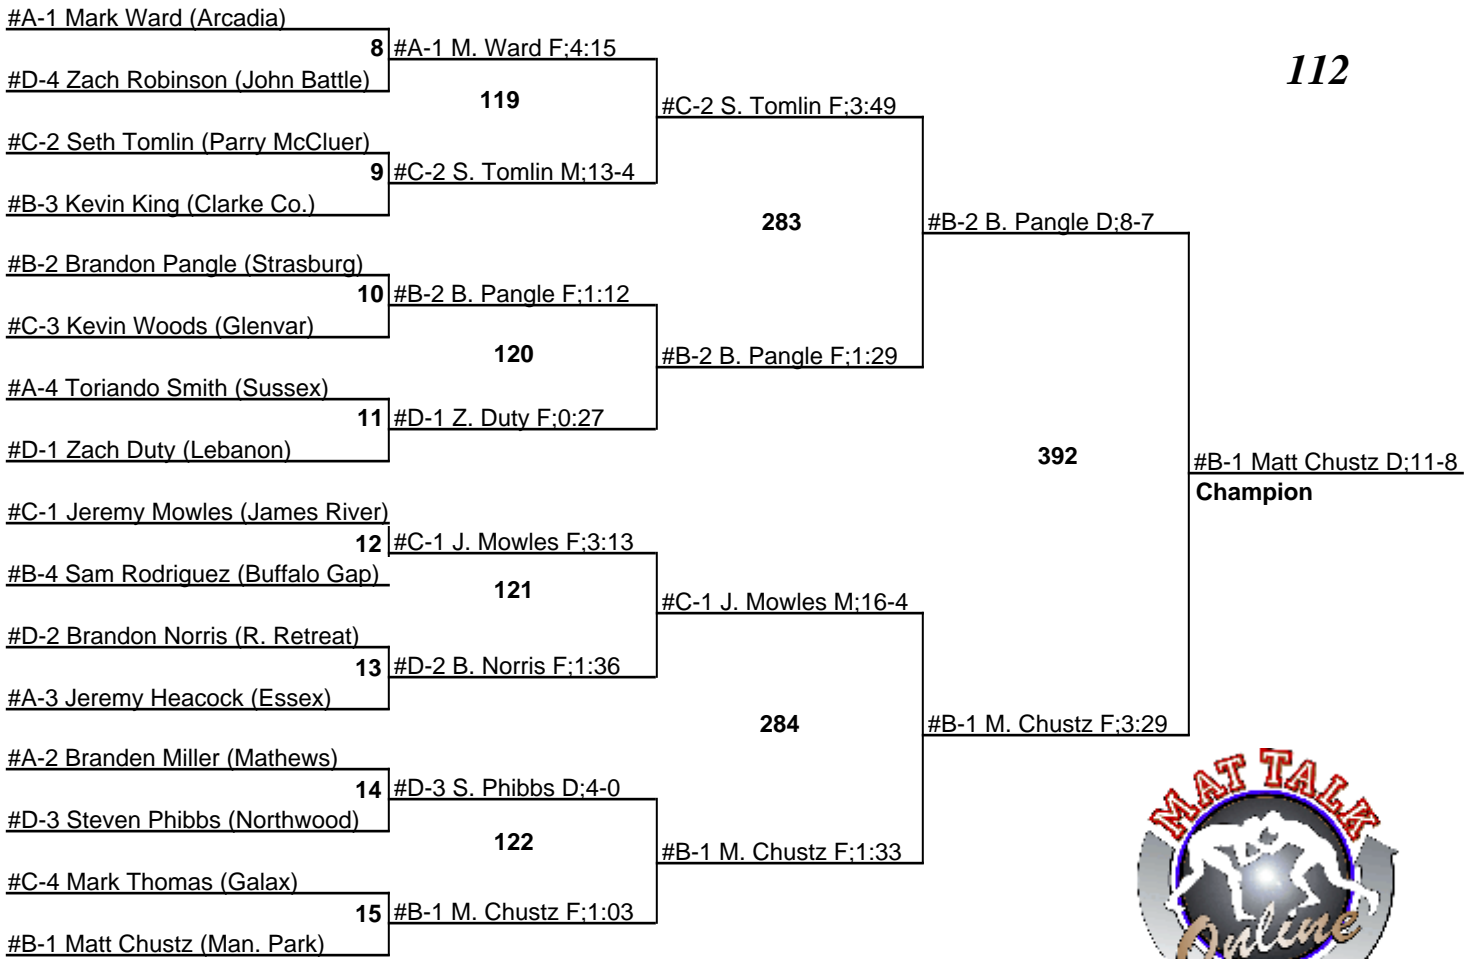 #A-1 Mark Ward (Arcadia)
8 #A-1 M. Ward F;4:15
112
#D-4 Zach Robinson (John Battle)
119
#C-2 S. Tomlin F;3:49
#C-2 Seth Tomlin (Parry McCluer)
9 #C-2 S. Tomlin M;13-4
#B-3 Kevin King (Clarke Co.)
283
#B-2 B. Pangle D;8-7
#B-2 Brandon Pangle (Strasburg)
10 #B-2 B. Pangle F;1:12
#C-3 Kevin Woods (Glenvar)
120
#B-2 B. Pangle F;1:29
#A-4 Toriando Smith (Sussex)
11 #D-1 Z. Duty F;0:27
#D-1 Zach Duty (Lebanon)
392
#B-1 Matt Chustz D;11-8
Champion
#C-1 Jeremy Mowles (James River)
12 #C-1 J. Mowles F;3:13
#B-4 Sam Rodriguez (Buffalo Gap)
121
#C-1 J. Mowles M;16-4
#D-2 Brandon Norris (R. Retreat)
13 #D-2 B. Norris F;1:36
#A-3 Jeremy Heacock (Essex)
284
#B-1 M. Chustz F;3:29
#A-2 Branden Miller (Mathews)
14 #D-3 S. Phibbs D;4-0
#D-3 Steven Phibbs (Northwood)
122
#B-1 M. Chustz F;1:33
#C-4 Mark Thomas (Galax)
15 #B-1 M. Chustz F;1:03
#B-1 Matt Chustz (Man. Park)
MAT TALK
Online